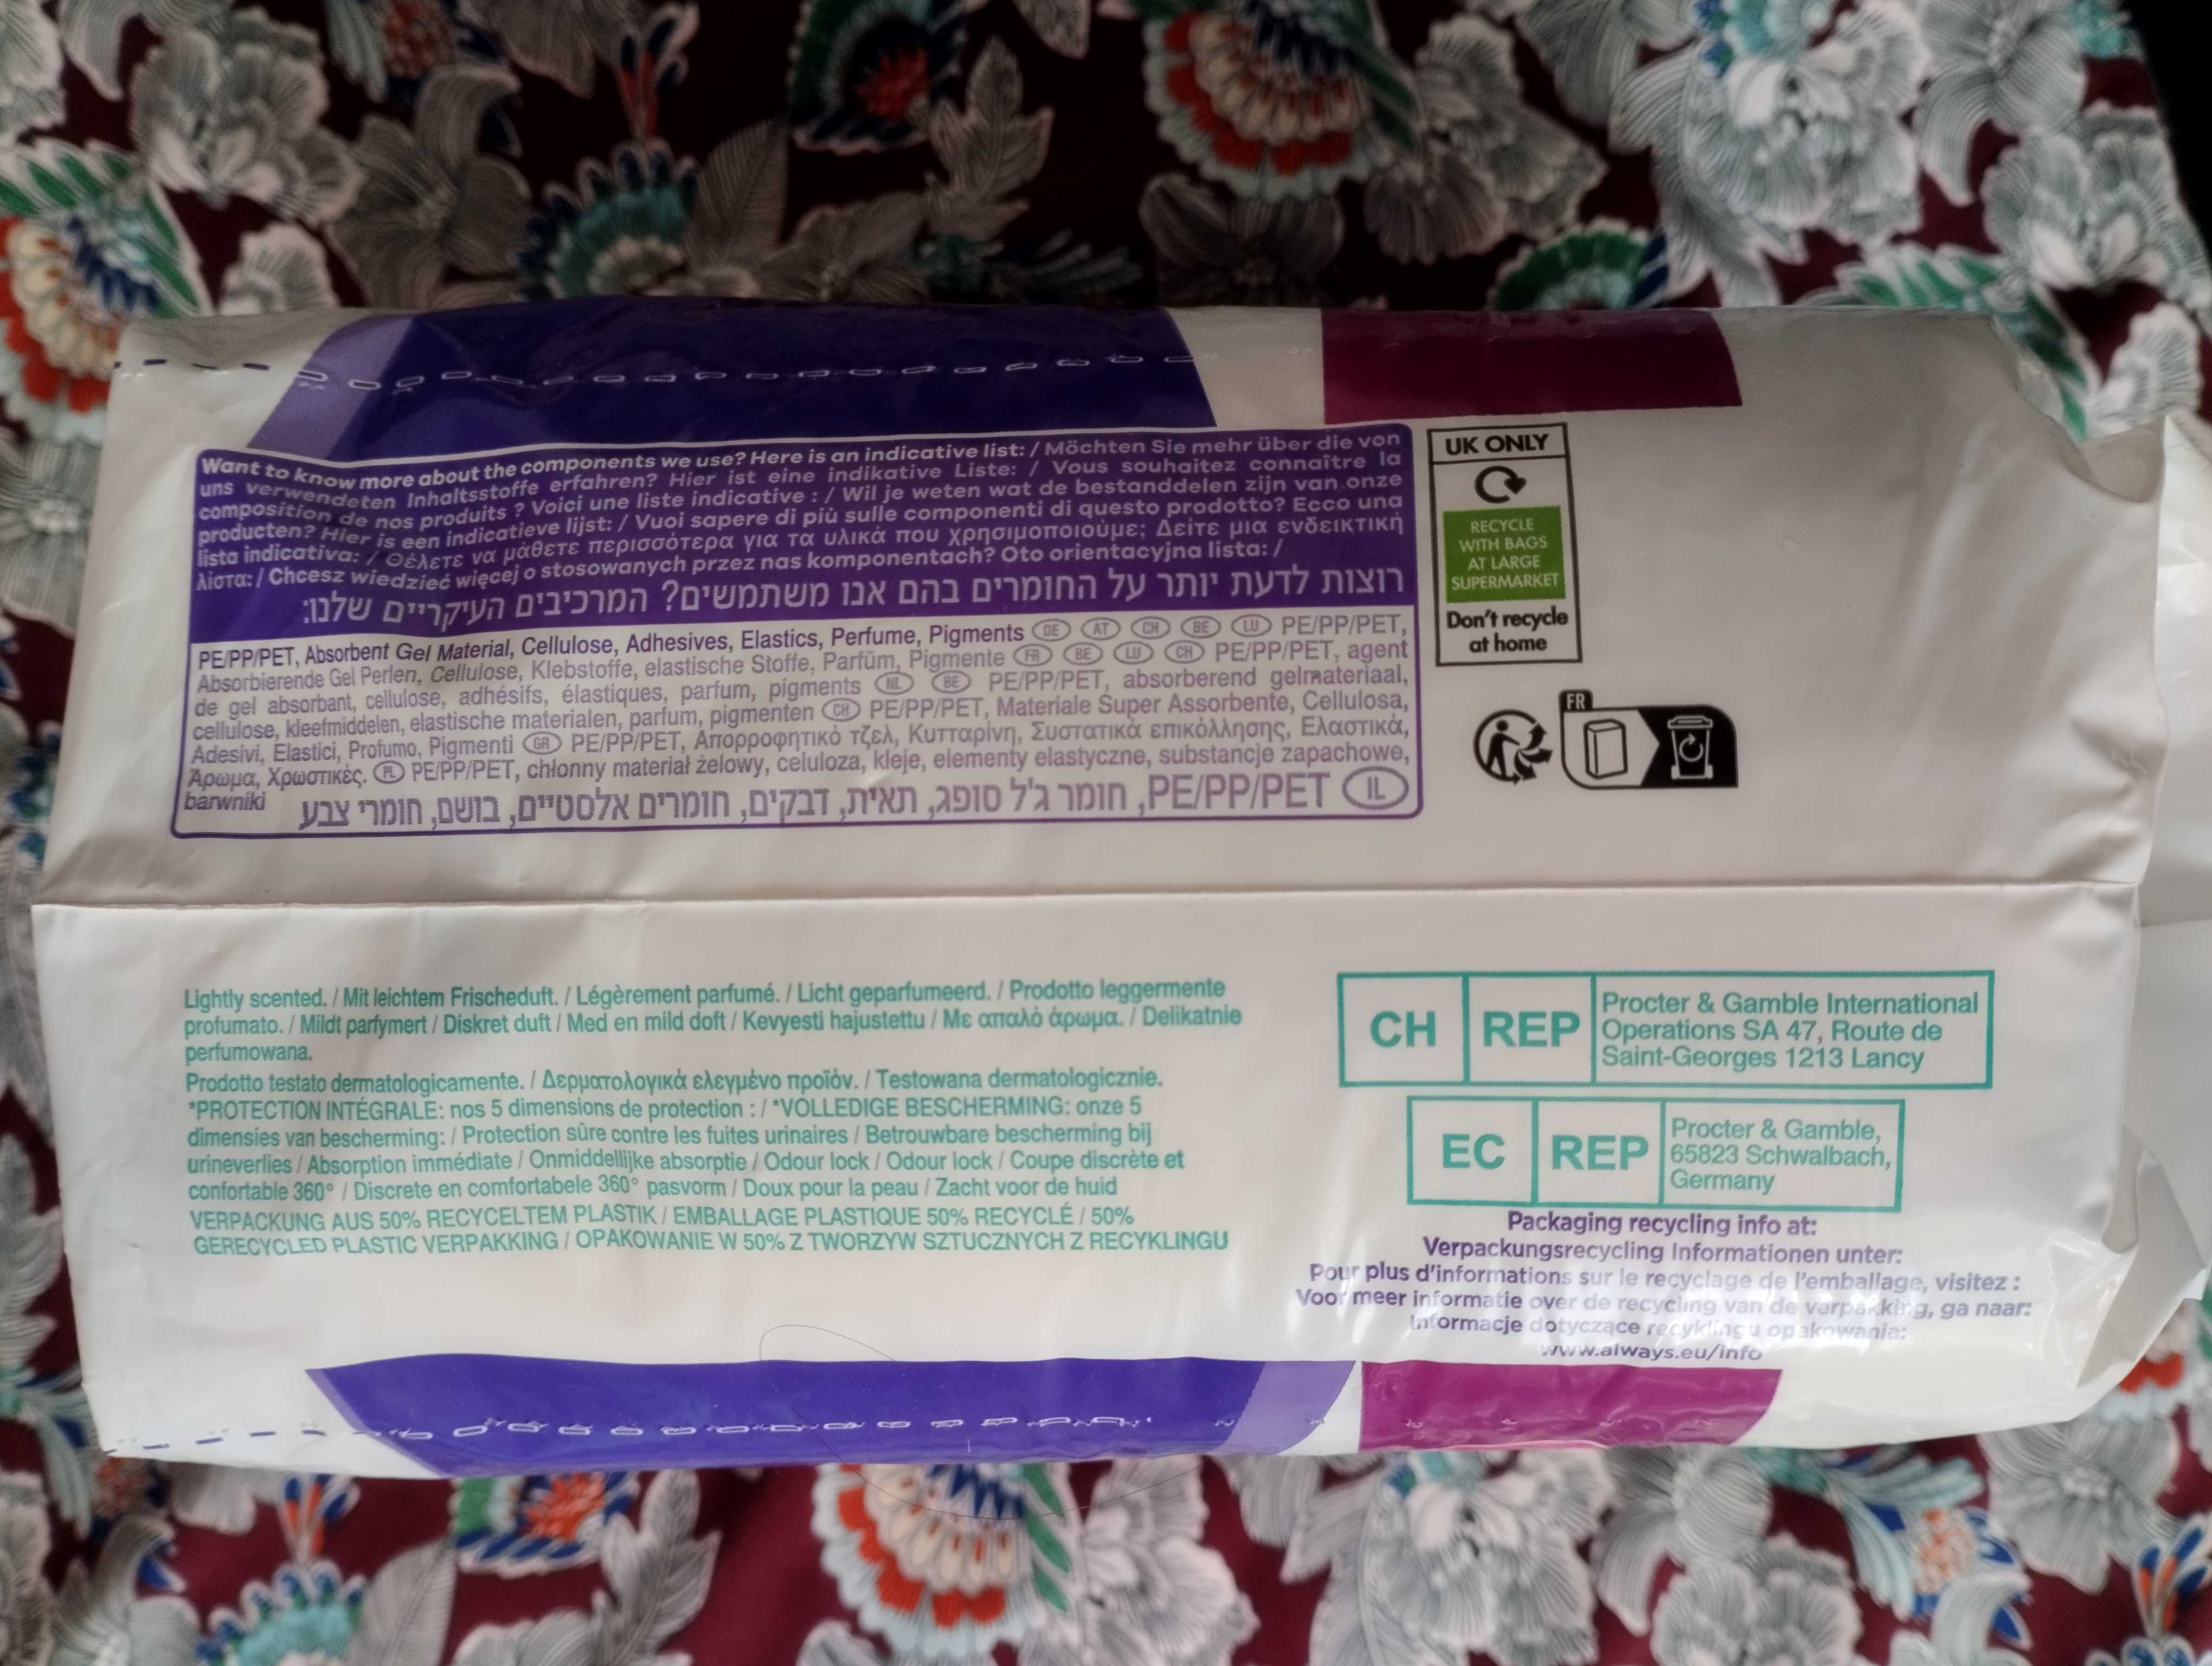 Want to know more about the components we use? Here is an indicative list: / Möchten Sie mehr über die von
uns verwendeten Inhaltsstoffe erfahren? Hier ist eine indikative Liste: / Vous souhaitez connaître la
composition de nos produits ? Voici une liste indicative : / Wil je weten wat de bestanddelen zijn van onze
producten? Hier is een indicatieve lijst: / Vuoi sapere di più sulle componenti di questo prodotto? Ecco una
lista indicativa: / Θέλετε να μάθετε περισσότερα για τα υλικά που χρησιμοποιούμε; Δείτε μια ενδεικτική
λίστα: / Chcesz wiedzieć więcej o stosowanych przez nas komponentach? Oto orientacyjna lista: /
רוצות לדעת יותר על החומרים בהם אנו משתמשים? המרכיבים העיקריים שלנו:
PE/PP/PET, Absorbent Gel Material, Cellulose, Adhesives, Elastics, Perfume, Pigments DE AT CH BE LU PE/PP/PET,
Absorbierende Gel Perlen, Cellulose, Klebstoffe, elastische Stoffe, Parfüm, Pigmente FR BE LU CH PE/PP/PET, agent
de gel absorbant, cellulose, adhésifs, élastiques, parfum, pigments NL BE PE/PP/PET, absorberend gelmateriaal,
cellulose, kleefmiddelen, elastische materialen, parfum, pigmenten CH PE/PP/PET, Materiale Super Assorbente, Cellulosa,
Adesivi, Elastici, Profumo, Pigmenti GR PE/PP/PET, Απορροφητικό τζελ, Κυτταρίνη, Συστατικά επικόλλησης, Ελαστικά,
Άρωμα, Χρωστικές. PL PE/PP/PET, chłonny materiał żelowy, celuloza, kleje, elementy elastyczne, substancje zapachowe,
barwniki
IL PE/PP/PET, חומר ג'ל סופג, תאית, דבקים, חומרים אלסטיים, בושם, חומרי צבע
UK ONLY
RECYCLE
WITH BAGS
AT LARGE
SUPERMARKET
Don't recycle
at home
FR
Lightly scented. / Mit leichtem Frischeduft. / Légèrement parfumé. / Licht geparfumeerd. / Prodotto leggermente
profumato. / Mildt parfymert / Diskret duft / Med en mild doft / Kevyesti hajustettu / Με απαλό άρωμα. / Delikatnie
perfumowana.
Prodotto testato dermatologicamente. / Δερματολογικά ελεγμένο προϊόν. / Testowana dermatologicznie.
*PROTECTION INTÉGRALE: nos 5 dimensions de protection : / *VOLLEDIGE BESCHERMING: onze 5
dimensies van bescherming: / Protection sûre contre les fuites urinaires / Betrouwbare bescherming bij
urineverlies / Absorption immédiate / Onmiddellijke absorptie / Odour lock / Odour lock / Coupe discrète et
confortable 360° / Discrete en comfortabele 360° pasvorm / Doux pour la peau / Zacht voor de huid
VERPACKUNG AUS 50% RECYCELTEM PLASTIK / EMBALLAGE PLASTIQUE 50% RECYCLÉ / 50%
GERECYCLED PLASTIC VERPAKKING / OPAKOWANIE W 50% Z TWORZYW SZTUCZNYCH Z RECYKLINGU
CH REP
Procter & Gamble International
Operations SA 47, Route de
Saint-Georges 1213 Lancy
EC REP
Procter & Gamble,
65823 Schwalbach,
Germany
Packaging recycling info at:
Verpackungsrecycling Informationen unter:
Pour plus d'informations sur le recyclage de l'emballage, visitez :
Voor meer informatie over de recycling van de verpakking, ga naar:
Informacje dotyczące recyklingu opakowania:
www.always.eu/info